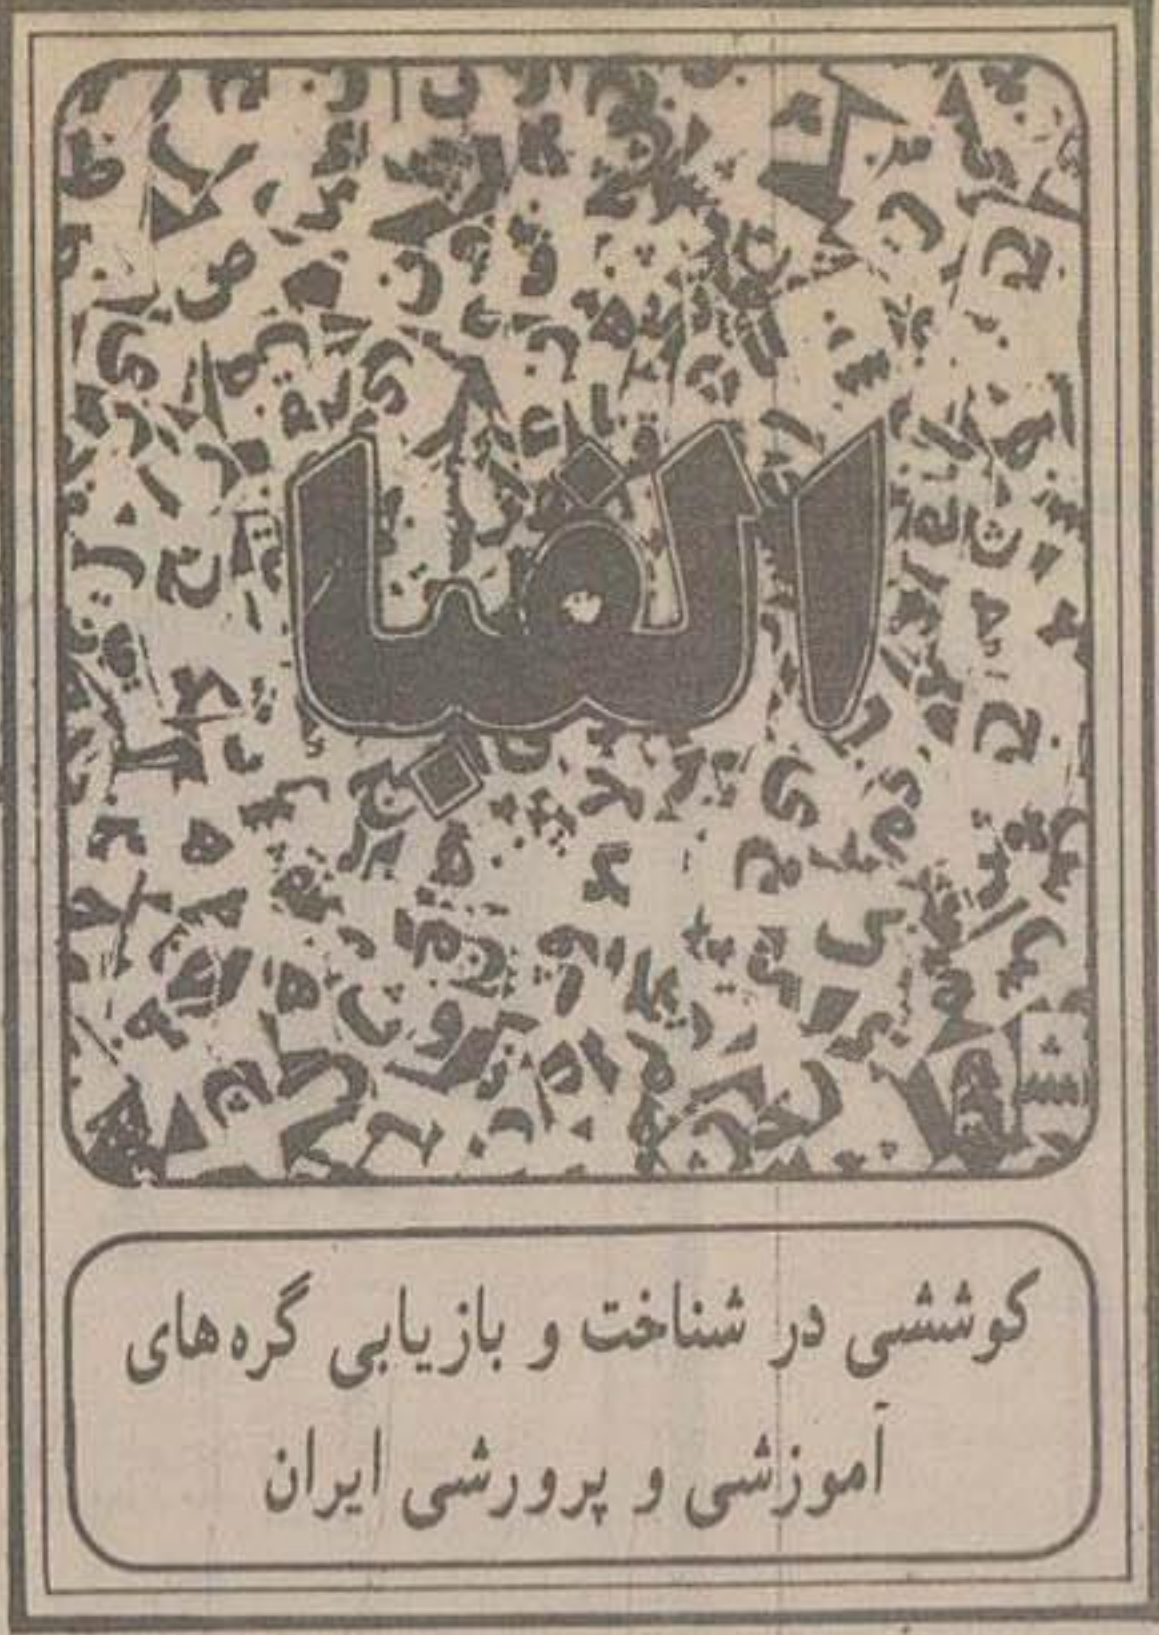 الفبا
کوششی در شناخت و بازیابی گره‌های
آموزشی و پرورشی ایران